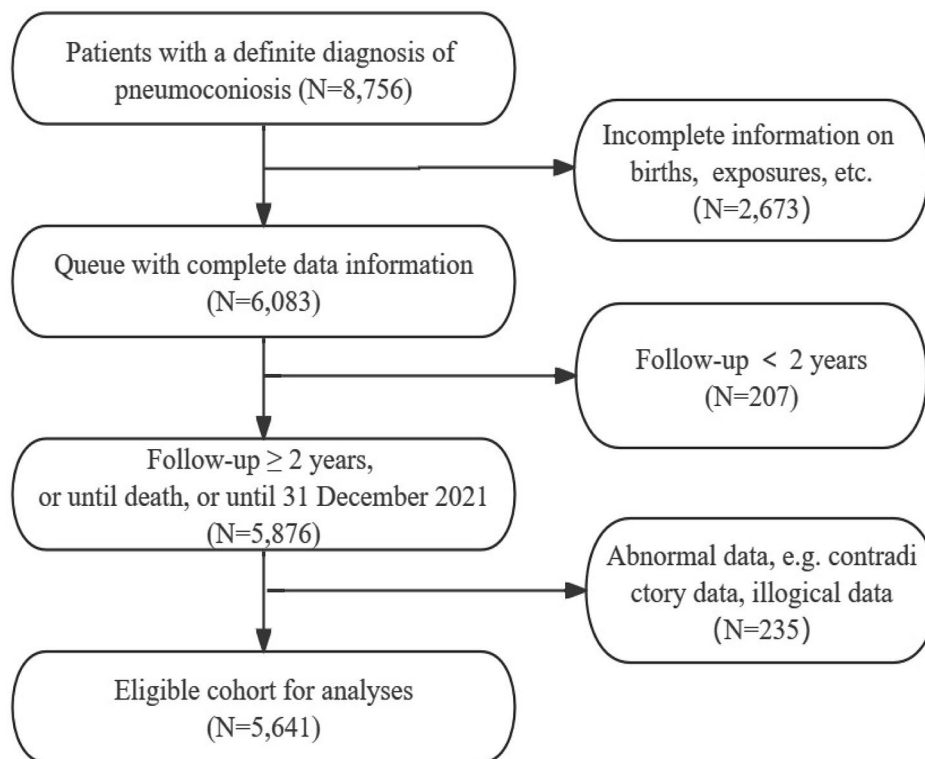 Patients with a definite diagnosis of
pneumoconiosis (N=8,756)
Incomplete information on
births, exposures, etc.
(N=2,673)
Queue with complete data information
(N=6,083)
Follow-up < 2 years
(N=207)
Follow-up ≥ 2 years,
or until death, or until 31 December 2021
(N=5,876)
Abnormal data, e.g. contradi
ctory data, illogical data
(N=235)
Eligible cohort for analyses
(N=5,641)